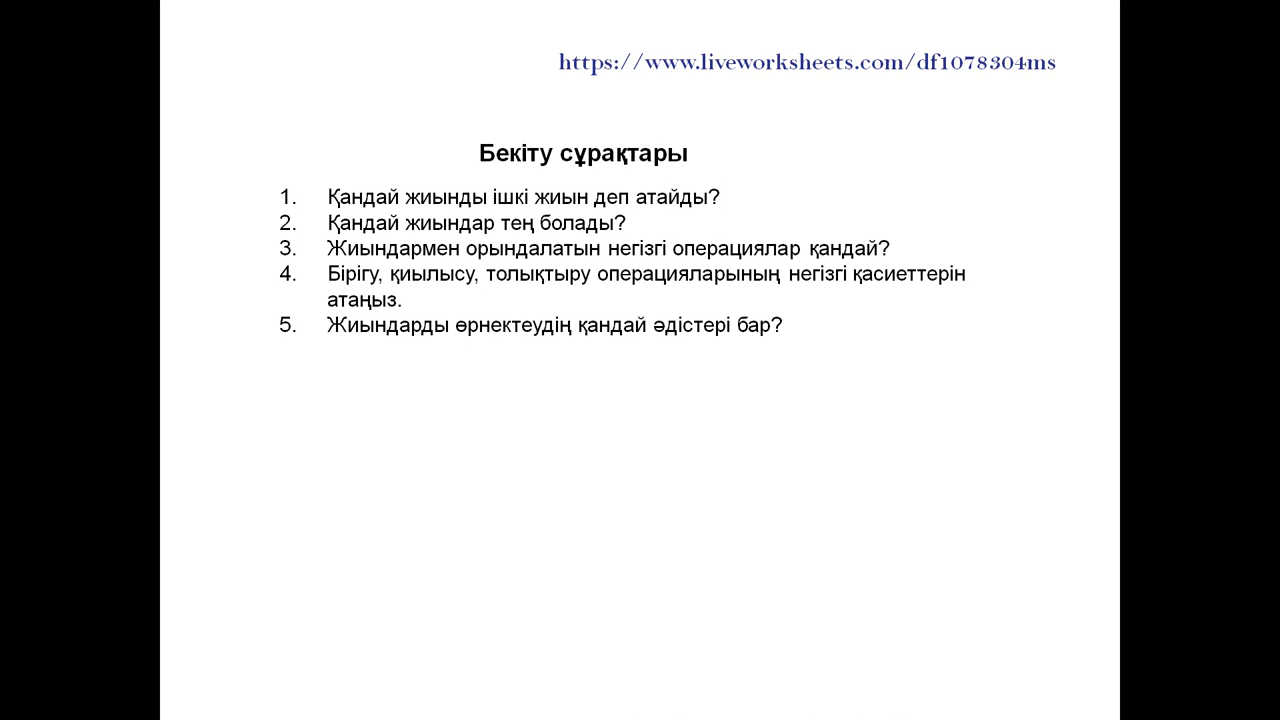 https://www.liveworksheets.com/df1078304ms
Бекіту сұрақтары
1. Қандай жиынды ішкі жиын деп атайды?
2. Қандай жиындар тең болады?
3. Жиындармен орындалатын негізгі операциялар қандай?
4. Бірігу, қиылысу, толықтыру операцияларының негізгі қасиеттерін
атаңыз.
5. Жиындарды өрнектеудің қандай әдістері бар?